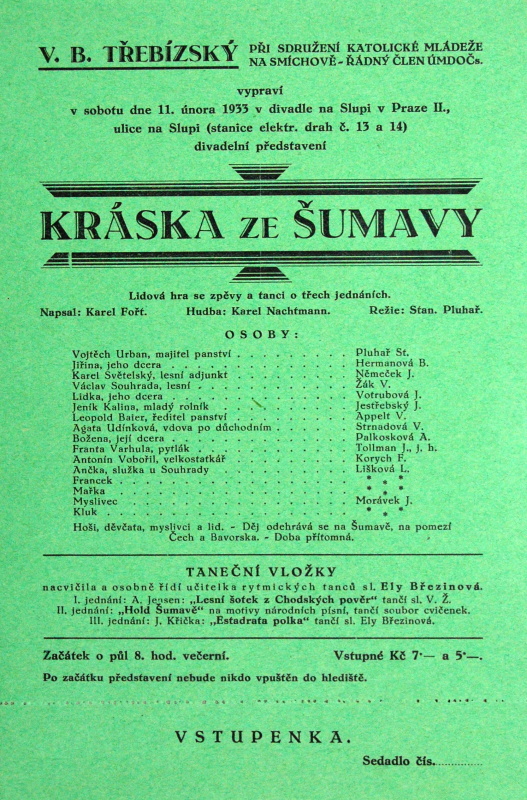 V. B. TŘEBÍZSKÝ PŘI SDRUŽENÍ KATOLICKÉ MLÁDEŽE
NA SMÍCHOVĚ - ŘÁDNÝ ČLEN ÚMDOČs.
vypraví
v sobotu dne 11. února 1933 v divadle na Slupi v Praze II.,
ulice na Slupi (stanice elektr. drah č. 13 a 14)
divadelní představení
KRÁSKA ZE ŠUMAVY
Lidová hra se zpěvy a tanci o třech jednáních.
Napsal: Karel Fořt. Hudba: Karel Nachtmann. Režie: Stan. Pluhař.
OSOBY:
Vojtěch Urban, majitel panství . . . . . . . . . . Pluhař St.
Jiřina, jeho dcera . . . . . . . . . . Hermanová B.
Karel Světelský, lesní adjunkt . . . . . . . . . . Němeček J.
Václav Souhrada, lesní . . . . . . . . . . Žák V.
Lidka, jeho dcera . . . . . . . . . . Votrubová J.
Jeník Kalina, mladý rolník . . . . . . . . . . Jestřebský J.
Leopold Baier, ředitel panství . . . . . . . . . . Appelt V.
Agata Udínková, vdova po důchodním . . . . . . . . . . Strnadová V.
Božena, její dcera . . . . . . . . . . Palkosková A.
Franta Varhula, pytlák . . . . . . . . . . Tollman J., j. h.
Antonín Vobořil, velkostatkář . . . . . . . . . . Korych F.
Ančka, služka u Souhrady . . . . . . . . . . Lišková L.
Francek . . . . . . . . . . * * *
Mařka . . . . . . . . . . * * *
Myslivec . . . . . . . . . . Morávek J.
Kluk . . . . . . . . . . * * *
Hoši, děvčata, myslivci a lid. - Děj odehrává se na Šumavě, na pomezí
Čech a Bavorska. - Doba přítomná.
TANEČNÍ VLOŽKY
nacvičila a osobně řídí učitelka rytmických tanců sl. Ely Březinová.
I. jednání: A. Jensen: „Lesní šotek z Chodských pověr" tančí sl. V. Ž.
II. jednání: „Hold Šumavě" na motivy národních písní, tančí soubor cvičenek.
III. jednání: J. Křička: „Estadrata polka" tančí sl. Ely Březinová.
Začátek o půl 8. hod. večerní. Vstupné Kč 7·— a 5·—.
Po začátku představení nebude nikdo vpuštěn do hlediště.
VSTUPENKA.
Sedadlo čís..............